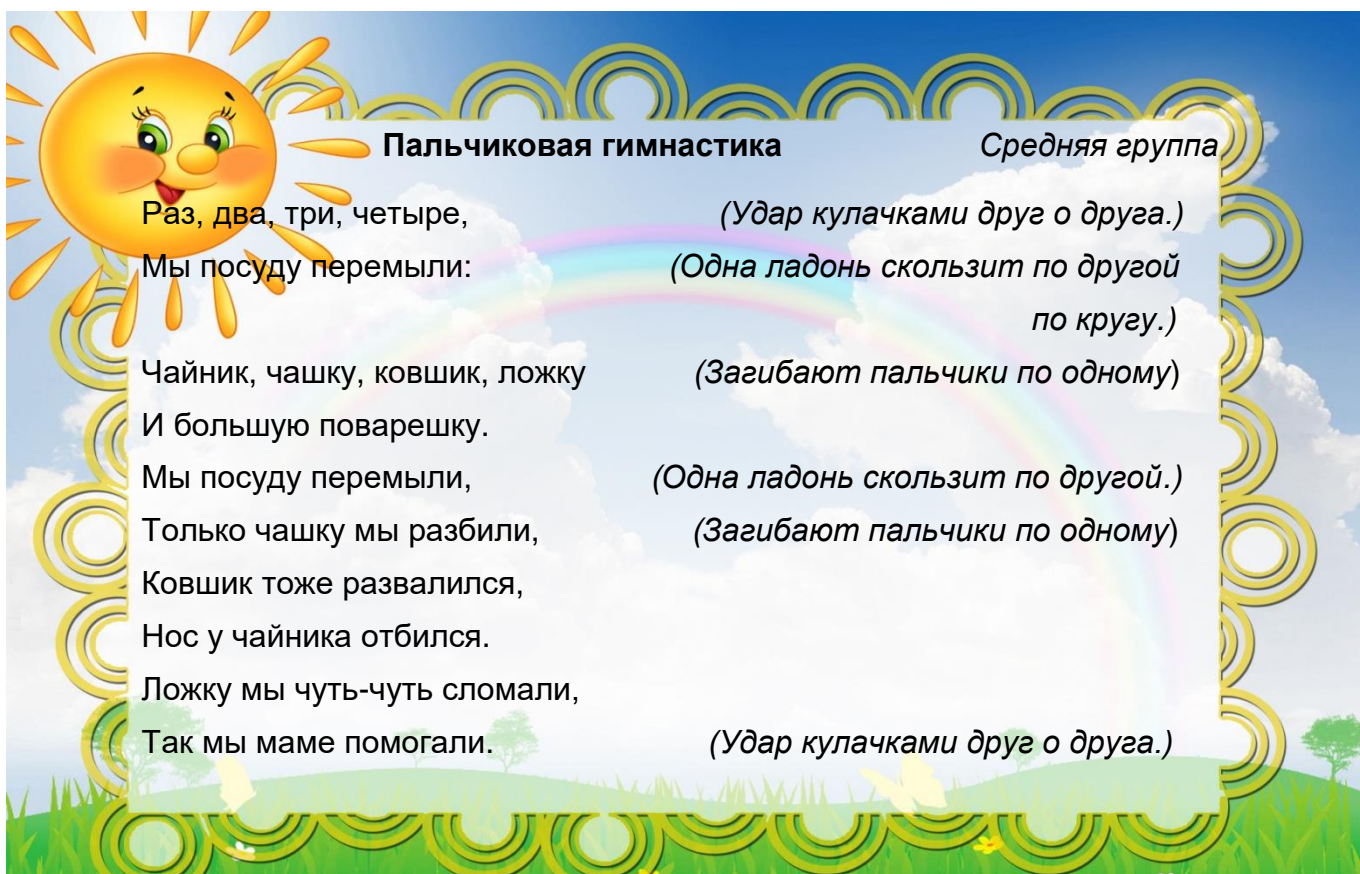 Пальчиковая гимнастика Средняя группа
Раз, два, три, четыре, (Удар кулачками друг о друга.)
Мы посуду перемыли: (Одна ладонь скользит по другой
по кругу.)
Чайник, чашку, ковшик, ложку (Загибают пальчики по одному)
И большую поварешку.
Мы посуду перемыли, (Одна ладонь скользит по другой.)
Только чашку мы разбили, (Загибают пальчики по одному)
Ковшик тоже развалился,
Нос у чайника отбился.
Ложку мы чуть-чуть сломали,
Так мы маме помогали. (Удар кулачками друг о друга.)